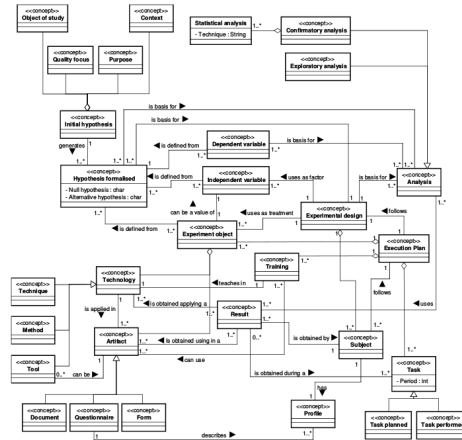 <<concept>>
Object of study
<<concept>>
Context
<<concept>>
Quality focus
<<concept>>
Purpose
<<concept>>
Initial hypothesis
generates
1
1..*
Statistical analysis
- Technique : String
1..*
<<concept>>
Confirmatory analysis
<<concept>>
Exploratory analysis
is basis for
is basis for
<<concept>>
Hypothesis formalised
- Null hypothesis : char
- Alternative hypothesis : char
is defined from
<<concept>>
Dependent variable
is basis for
is defined from
<<concept>>
Independent variable
uses as factor
is basis for
<<concept>>
Analysis
can be a value of
is defined from
<<concept>>
Experiment object
uses as treatment
<<concept>>
Experimental design
follows
<<concept>>
Execution Plan
<<concept>>
Technology
teaches in
<<concept>>
Training
follows
<<concept>>
Technique
<<concept>>
Method
<<concept>>
Tool
0..*
can be
is applied in
is obtained applying a
<<concept>>
Result
uses
<<concept>>
Artifact
is obtained using in a
is obtained by
<<concept>>
Subject
can use
is obtained during a
<<concept>>
Task
- Period : int
has
<<concept>>
Document
<<concept>>
Questionnaire
<<concept>>
Form
<<concept>>
Profile
<<concept>>
Task planned
<<concept>>
Task performe
describes